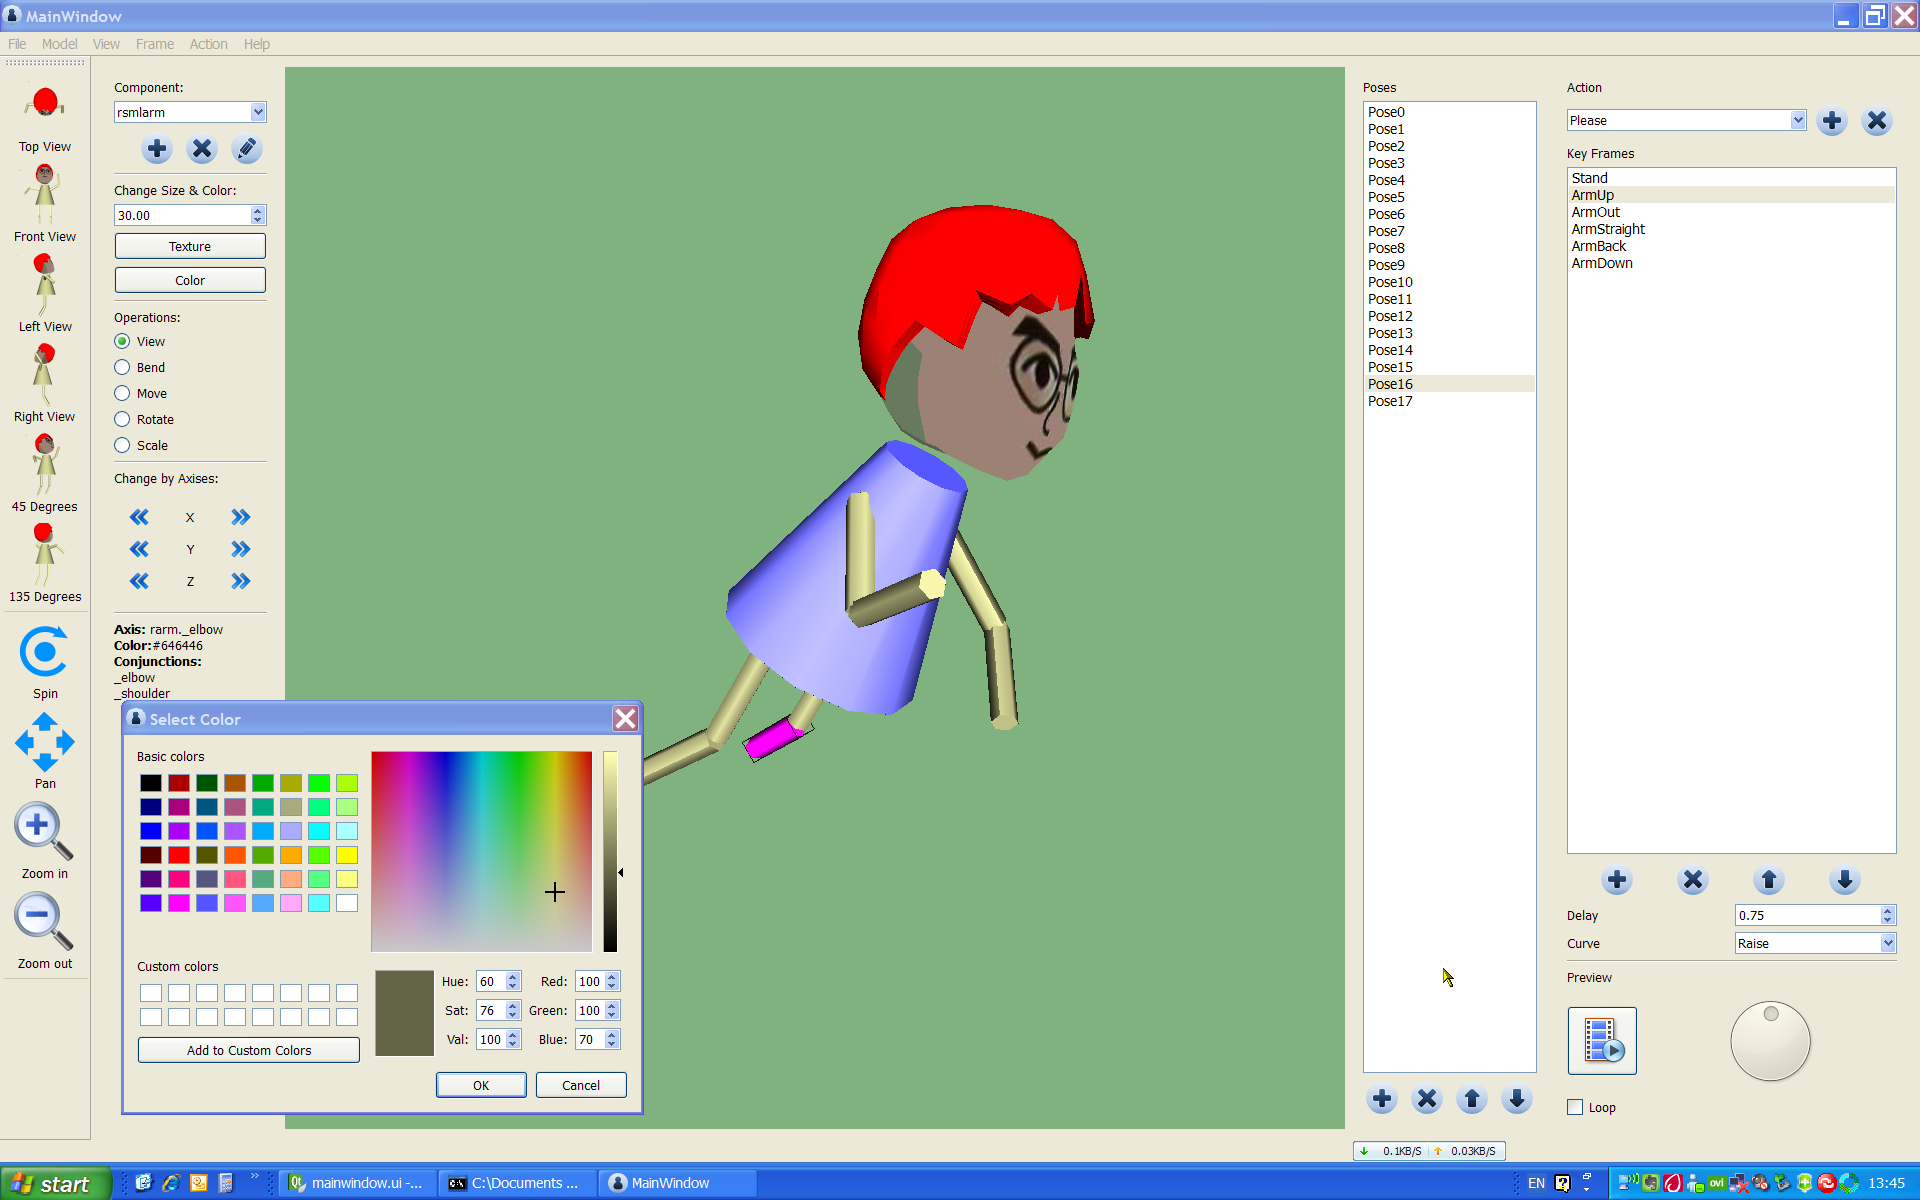 MainWindow
File Model View Frame Action Help
Top View
Front View
Left View
Right View
45 Degrees
135 Degrees
Spin
Pan
Zoom in
Zoom out
Component:
rsmlarm
Change Size & Color:
30.00
Texture
Color
Operations:
View
Bend
Move
Rotate
Scale
Change by Axises:
X
Y
Z
Axis: rarm._elbow
Color:#646446
Conjunctions:
_elbow
_shoulder
Select Color
Basic colors
Custom colors
Add to Custom Colors
Hue: 60 Red: 100
Sat: 76 Green: 100
Val: 100 Blue: 70
OK Cancel
Poses
Pose0
Pose1
Pose2
Pose3
Pose4
Pose5
Pose6
Pose7
Pose8
Pose9
Pose10
Pose11
Pose12
Pose13
Pose14
Pose15
Pose16
Pose17
Action
Please
Key Frames
Stand
ArmUp
ArmOut
ArmStraight
ArmBack
ArmDown
Delay 0.75
Curve Raise
Preview
Loop
0.1KB/S 0.03KB/S
start
mainwindow.ui -...
C:\Documents ...
MainWindow
EN
ovi
13:45